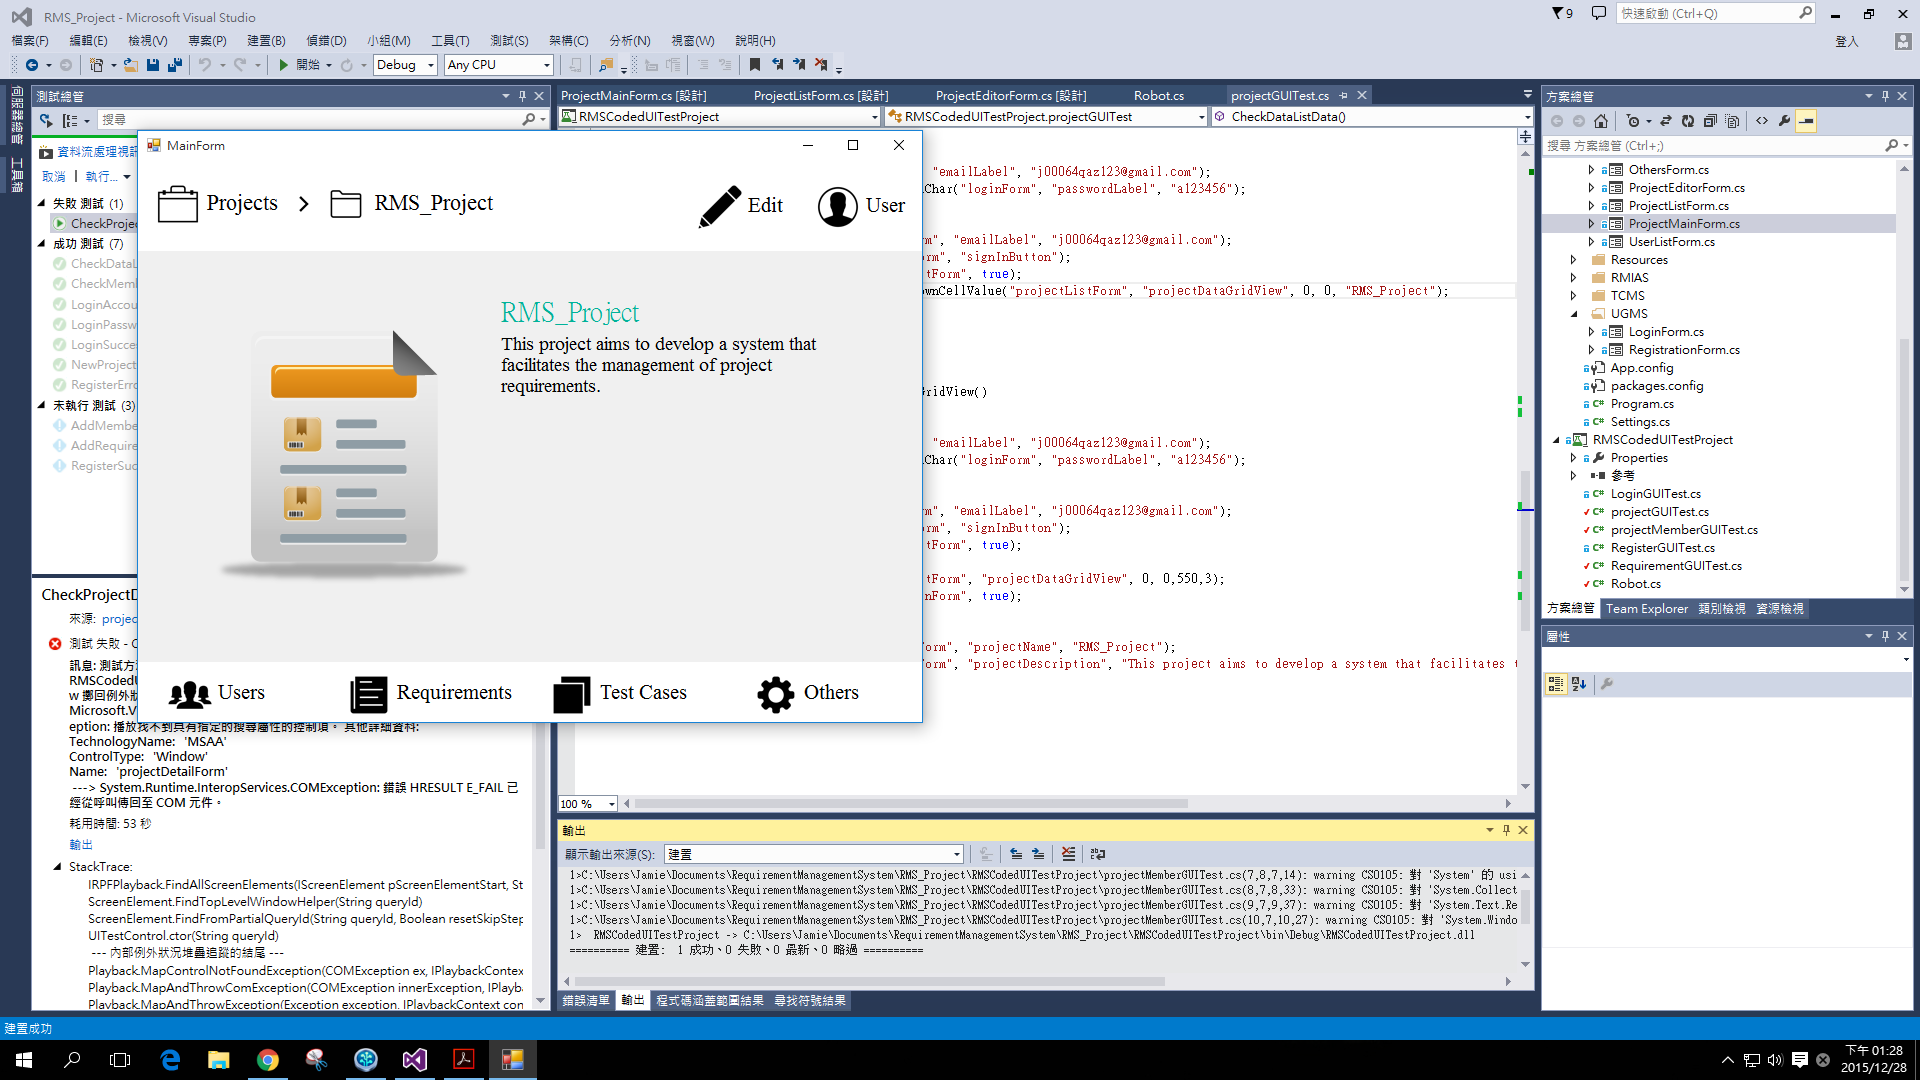 RMS_Project - Microsoft Visual Studio
9
快速啟動 (Ctrl+Q)
檔案(F) 編輯(E) 檢視(V) 專案(P) 建置(B) 偵錯(D) 小組(M) 工具(T) 測試(S) 架構(C) 分析(N) 視窗(W) 說明(H)
登入
開始 Debug Any CPU
伺服器總管
工具箱
測試總管
搜尋
資料流處理視訊
取消 | 執行...
失敗 測試 (1)
CheckProjec
成功 測試 (7)
CheckDataL
CheckMemb
LoginAccou
LoginPassw
LoginSucce
NewProject
RegisterErro
未執行 測試 (3)
AddMembe
AddRequire
RegisterSuc
CheckProjectD
來源: projec
測試 失敗 - C
訊息: 測試方
RMSCodedU
w 擲回例外狀
Microsoft.V
eption: 播放找不到具有指定的搜尋屬性的控制項。 其他詳細資料:
TechnologyName: 'MSAA'
ControlType: 'Window'
Name: 'projectDetailForm'
---> System.Runtime.InteropServices.COMException: 錯誤 HRESULT E_FAIL 已
經從呼叫傳回至 COM 元件。
耗用時間: 53 秒
輸出
StackTrace:
IRPFPlayback.FindAllScreenElements(IScreenElement pScreenElementStart, St
ScreenElement.FindTopLevelWindowHelper(String queryId)
ScreenElement.FindFromPartialQueryId(String queryId, Boolean resetSkipStep
UITestControl.ctor(String queryId)
--- 內部例外狀況堆疊追蹤的結尾 ---
Playback.MapControlNotFoundException(COMException ex, IPlaybackContex
Playback.MapAndThrowComException(COMException innerException, IPlayba
Playback.MapAndThrowException(Exception exception, IPlaybackContext con
MainForm
Projects
RMS_Project
Edit
User
RMS_Project
This project aims to develop a system that
facilitates the management of project
requirements.
Users
Requirements
Test Cases
Others
ProjectMainForm.cs [設計] ProjectListForm.cs [設計] ProjectEditorForm.cs [設計] Robot.cs projectGUITest.cs
RMSCodedUITestProject RMSCodedUITestProject.projectGUITest CheckDataListData()
"emailLabel", "j00064qaz123@gmail.com");
Char("loginForm", "passwordLabel", "a123456");
m", "emailLabel", "j00064qaz123@gmail.com");
m", "signInButton");
tForm", true);
wnCellValue("projectListForm", "projectDataGridView", 0, 0, "RMS_Project");
GridView()
"emailLabel", "j00064qaz123@gmail.com");
Char("loginForm", "passwordLabel", "a123456");
m", "emailLabel", "j00064qaz123@gmail.com");
m", "signInButton");
tForm", true);
tForm", "projectDataGridView", 0, 0,550,3);
nForm", true);
Form", "projectName", "RMS_Project");
Form", "projectDescription", "This project aims to develop a system that facilitates t
100 %
輸出
顯示輸出來源(S): 建置
1>C:\Users\Jamie\Documents\RequirementManagementSystem\RMS_Project\RMSCodedUITestProject\projectMemberGUITest.cs(7,8,7,14): warning CS0105: 對 'System' 的 usi
1>C:\Users\Jamie\Documents\RequirementManagementSystem\RMS_Project\RMSCodedUITestProject\projectMemberGUITest.cs(8,7,8,33): warning CS0105: 對 'System.Collect
1>C:\Users\Jamie\Documents\RequirementManagementSystem\RMS_Project\RMSCodedUITestProject\projectMemberGUITest.cs(9,7,9,37): warning CS0105: 對 'System.Text.Re
1>C:\Users\Jamie\Documents\RequirementManagementSystem\RMS_Project\RMSCodedUITestProject\projectMemberGUITest.cs(10,7,10,27): warning CS0105: 對 'System.Windo
1> RMSCodedUITestProject -> C:\Users\Jamie\Documents\RequirementManagementSystem\RMS_Project\RMSCodedUITestProject\bin\Debug\RMSCodedUITestProject.dll
========== 建置: 1 成功、0 失敗、0 最新、0 略過 ==========
錯誤清單 輸出 程式碼涵蓋範圍結果 尋找符號結果
方案總管
搜尋 方案總管 (Ctrl+;)
OthersForm.cs
ProjectEditorForm.cs
ProjectListForm.cs
ProjectMainForm.cs
UserListForm.cs
Resources
RMIAS
TCMS
UGMS
LoginForm.cs
RegistrationForm.cs
App.config
packages.config
Program.cs
Settings.cs
RMSCodedUITestProject
Properties
參考
LoginGUITest.cs
projectGUITest.cs
projectMemberGUITest.cs
RegisterGUITest.cs
RequirementGUITest.cs
Robot.cs
方案總管 Team Explorer 類別檢視 資源檢視
屬性
建置成功
下午 01:28
2015/12/28